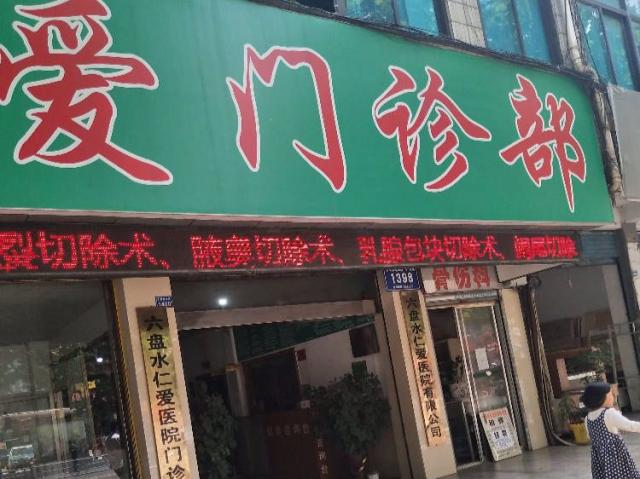 爱门诊部
裂切除术、腋臭切除术、乳腺包块切除术、阑尾切除
1398
骨伤科
六盘水仁爱医院门诊
六盘水仁爱医院有限公司